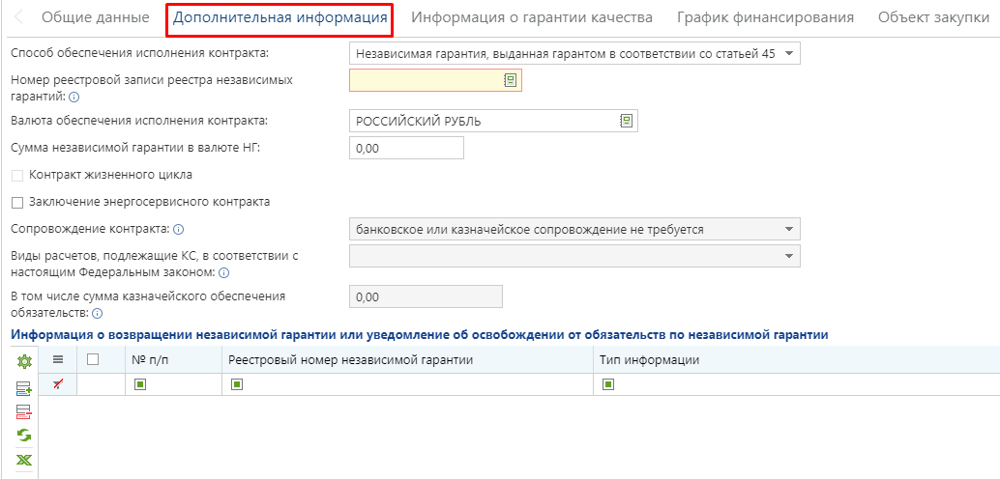 Общие данные Дополнительная информация Информация о гарантии качества График финансирования Объект закупки
Способ обеспечения исполнения контракта: Независимая гарантия, выданная гарантом в соответствии со статьей 45
Номер реестровой записи реестра независимых
гарантий:
Валюта обеспечения исполнения контракта: РОССИЙСКИЙ РУБЛЬ
Сумма независимой гарантии в валюте НГ: 0,00
Контракт жизненного цикла
Заключение энергосервисного контракта
Сопровождение контракта: банковское или казначейское сопровождение не требуется
Виды расчетов, подлежащие КС, в соответствии с
настоящим Федеральным законом:
В том числе сумма казначейского обеспечения
обязательств: 0,00
Информация о возвращении независимой гарантии или уведомление об освобождении от обязательств по независимой гарантии
№ п/п Реестровый номер независимой гарантии Тип информации